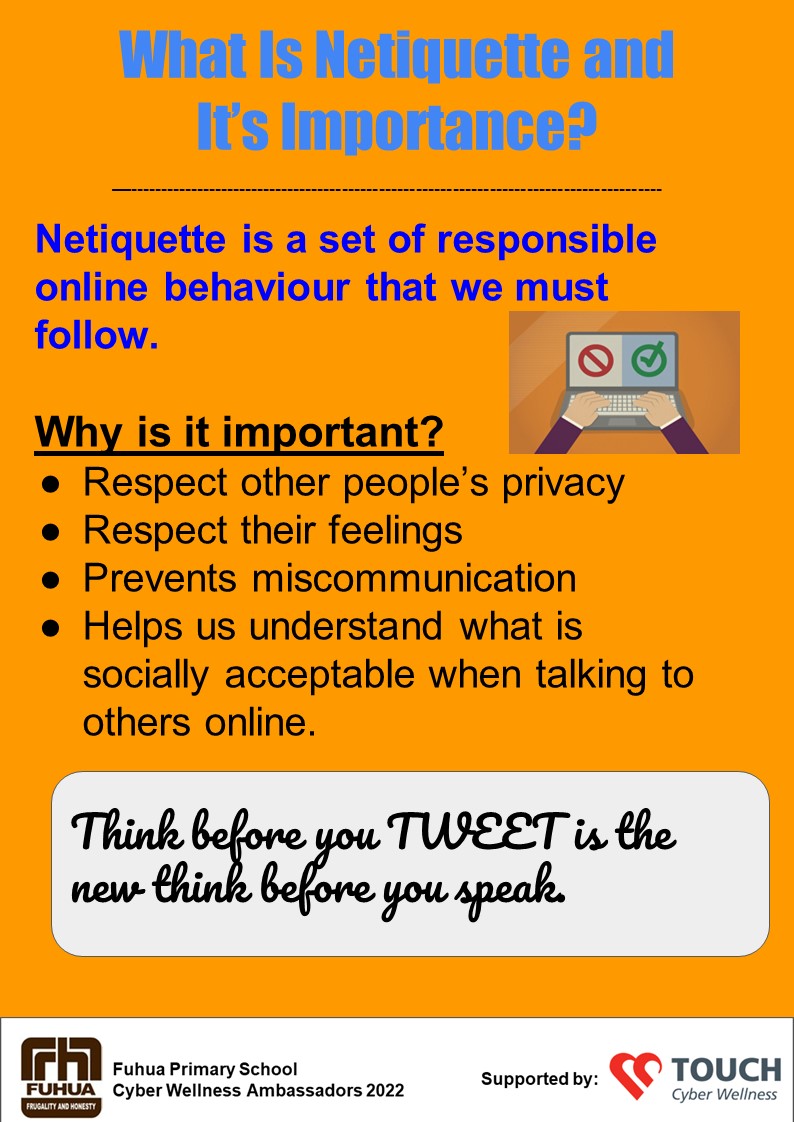 What Is Netiquette and
It's Importance?
Netiquette is a set of responsible
online behaviour that we must
follow.
Why is it important?
● Respect other people's privacy
● Respect their feelings
● Prevents miscommunication
● Helps us understand what is
socially acceptable when talking to
others online.
Think before you TWEET is the
new think before you speak.
FUHUA
FRUGALITY AND HONESTY
Fuhua Primary School
Cyber Wellness Ambassadors 2022
Supported by:
TOUCH
Cyber Wellness